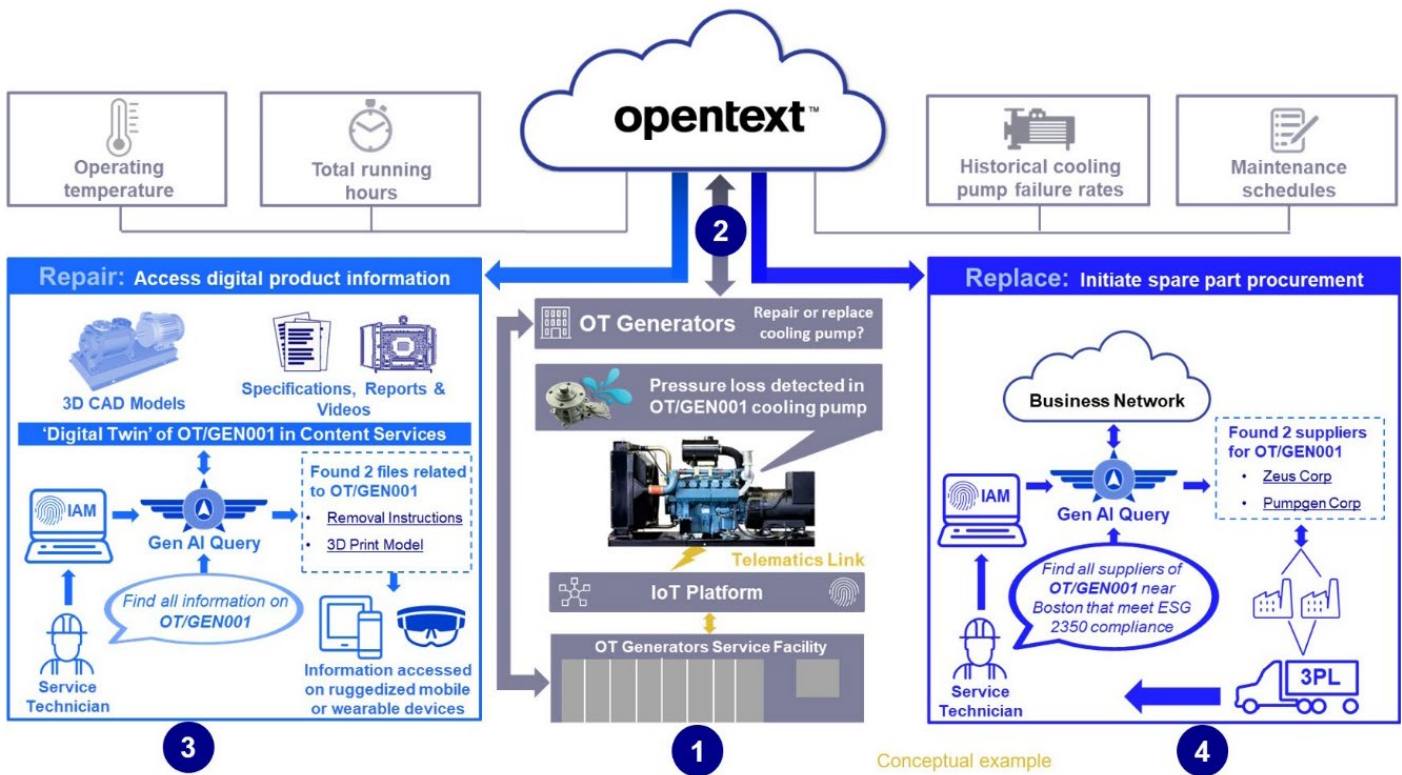 opentext™
Operating
temperature
Total running
hours
Historical cooling
pump failure rates
Maintenance
schedules
2
Repair: Access digital product information
3D CAD Models
Specifications, Reports &
Videos
'Digital Twin' of OT/GEN001 in Content Services
IAM
Gen AI Query
Found 2 files related
to OT/GEN001
• Removal Instructions
• 3D Print Model
Find all information on
OT/GEN001
Service
Technician
Information accessed
on ruggedized mobile
or wearable devices
3
OT Generators
Repair or replace
cooling pump?
Pressure loss detected in
OT/GEN001 cooling pump
Telematics Link
IoT Platform
OT Generators Service Facility
1
Replace: Initiate spare part procurement
Business Network
IAM
Gen AI Query
Found 2 suppliers
for OT/GEN001
• Zeus Corp
• Pumpgen Corp
Find all suppliers of
OT/GEN001 near
Boston that meet ESG
2350 compliance
Service
Technician
3PL
4
Conceptual example